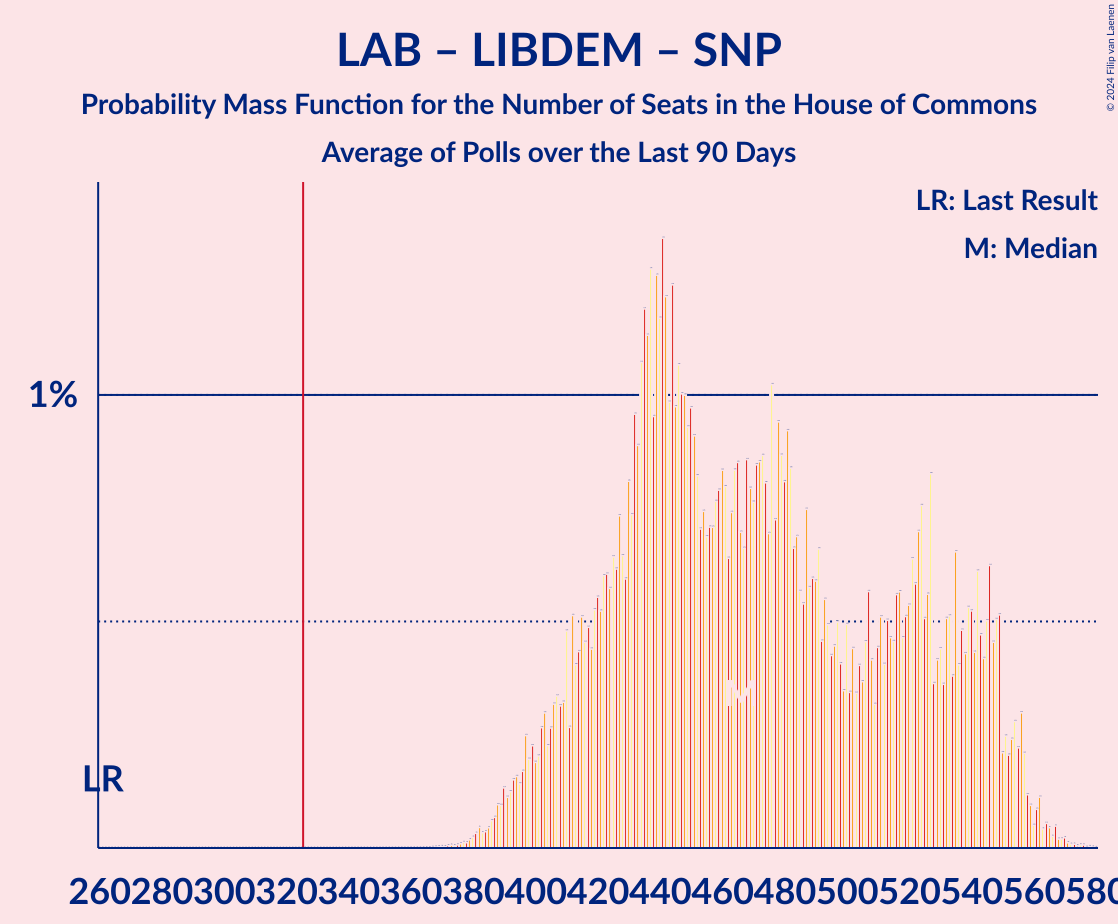 LAB – LIBDEM – SNP
Probability Mass Function for the Number of Seats in the House of Commons
Average of Polls over the Last 90 Days
© 2024 Filip van Laenen
LR: Last Result
M: Median
1%
M
LR
260 280 300 320 340 360 380 400 420 440 460 480 500 520 540 560 580